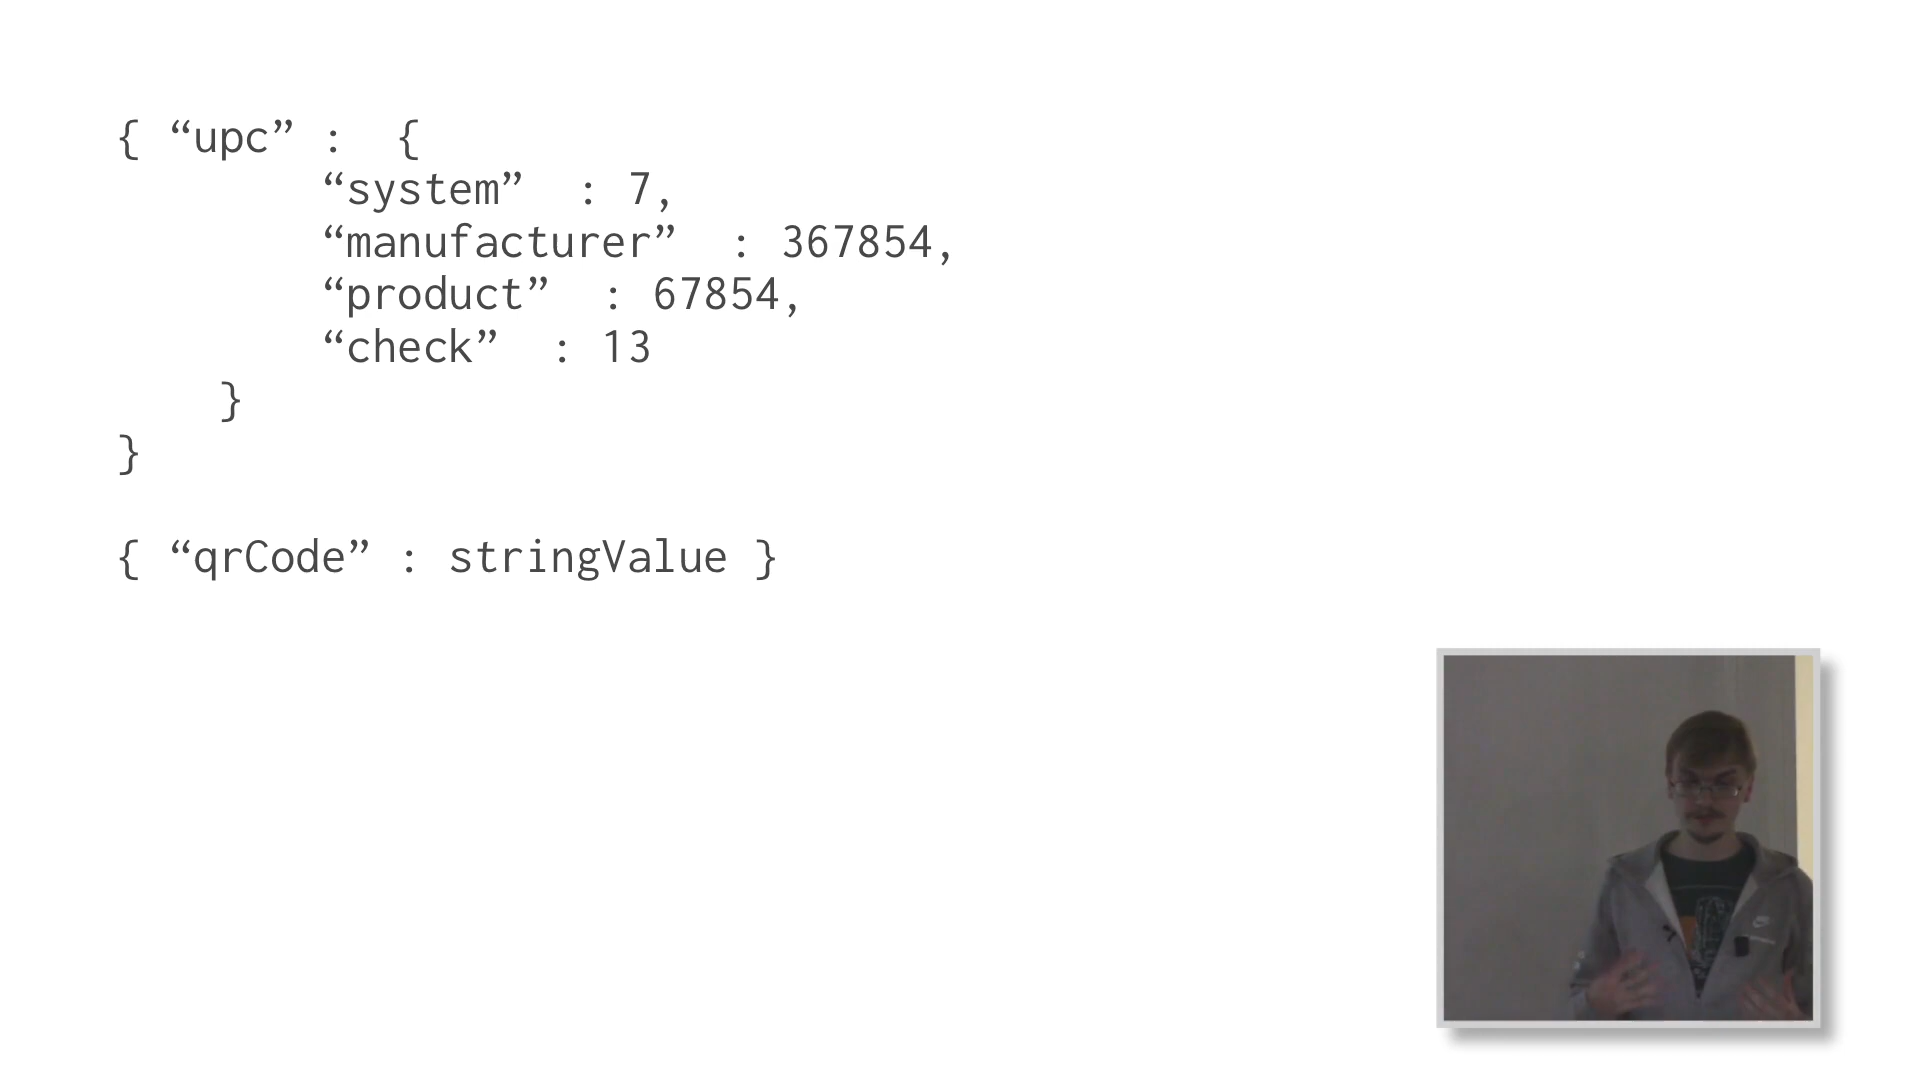 { “upc” : {
“system” : 7,
“manufacturer” : 367854,
“product” : 67854,
“check” : 13
}
}
{ “qrCode” : stringValue }